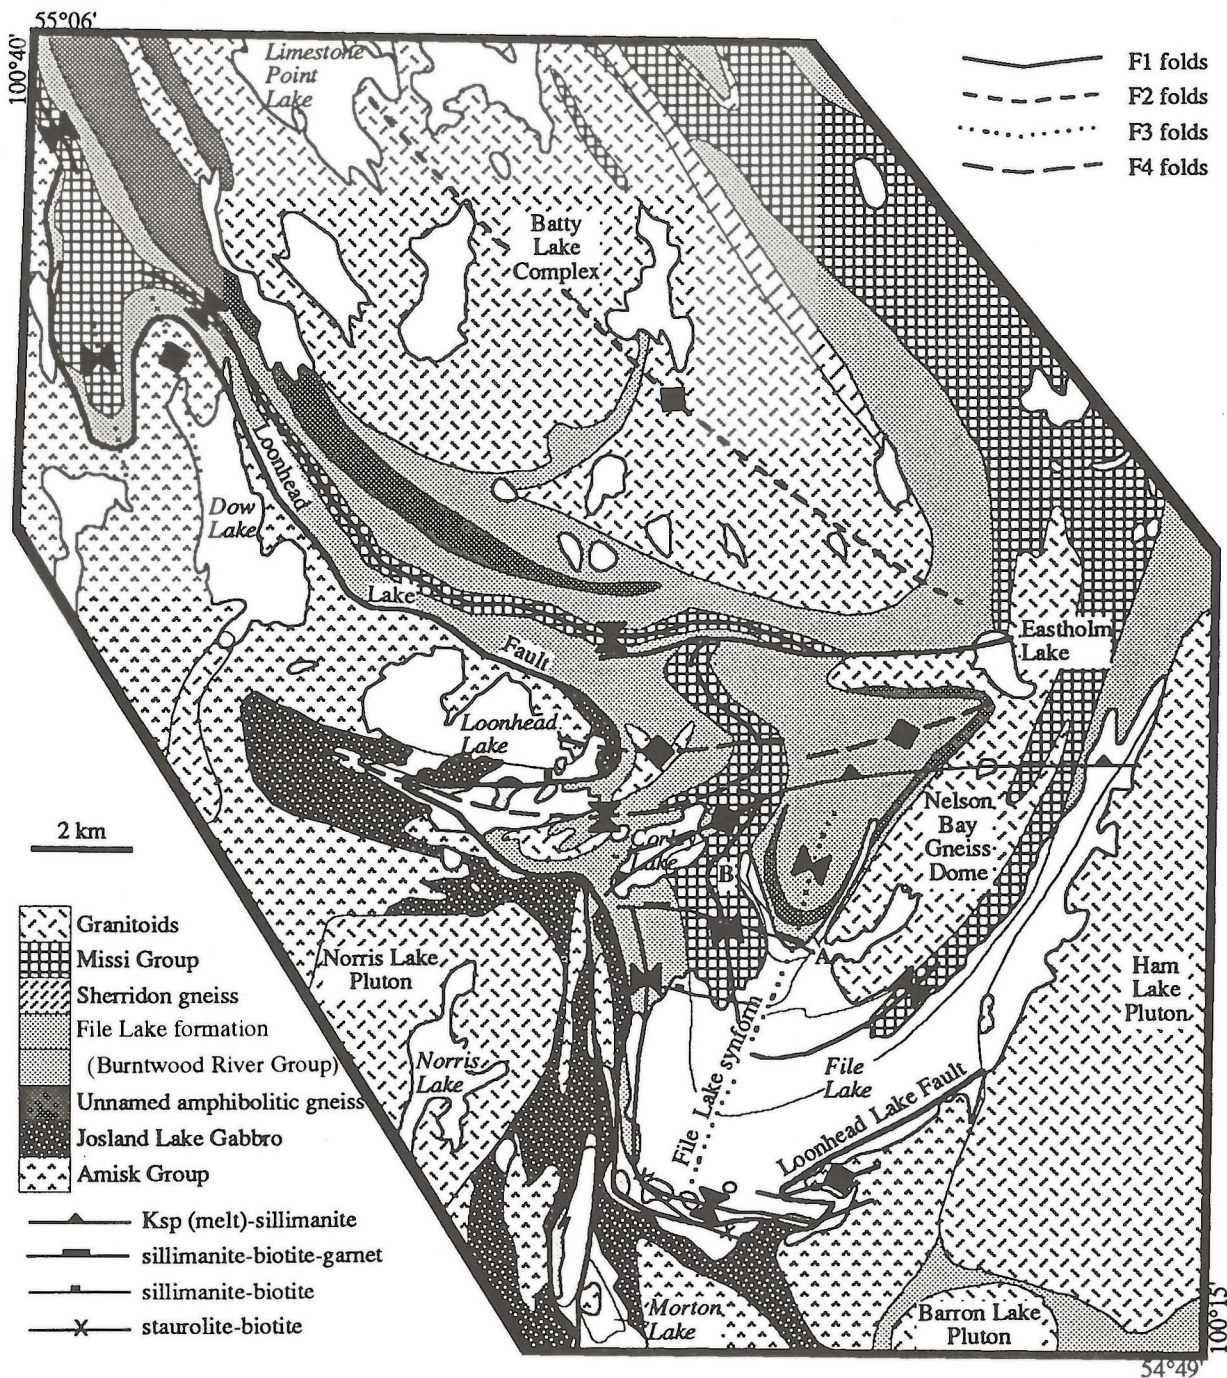 55°06'
100°40'
Limestone
Point
Lake
F1 folds
F2 folds
F3 folds
F4 folds
Batty
Lake
Complex
Loonhead
Lake
Fault
Dow
Lake
Eastholm
Lake
Loonhead
Lake
2 km
Nelson
Bay
Gneiss
Dome
Lake
B
A
Granitoids
Missi Group
Sherridon gneiss
File Lake formation
(Burntwood River Group)
Unnamed amphibolitic gneiss
Josland Lake Gabbro
Amisk Group
Norris Lake
Pluton
Norris
Lake
Ham
Lake
Pluton
File Lake synform
File
Lake
Loonhead Lake Fault
Ksp (melt)-sillimanite
sillimanite-biotite-garnet
sillimanite-biotite
staurolite-biotite
Morton
Lake
Barron Lake
Pluton
100°15'
54°49'